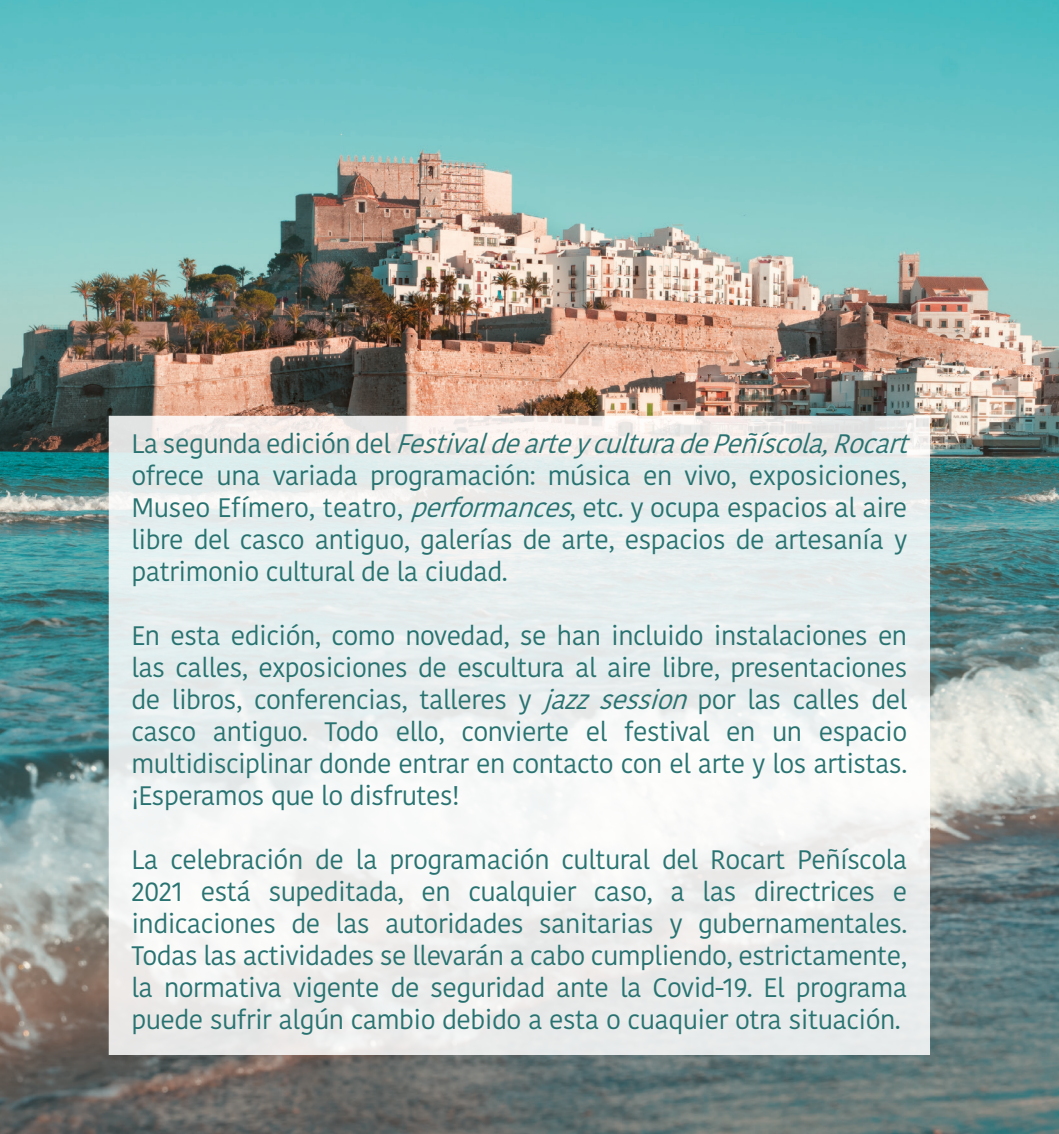 La segunda edición del Festival de arte y cultura de Peñíscola, Rocart
ofrece una variada programación: música en vivo, exposiciones,
Museo Efímero, teatro, performances, etc. y ocupa espacios al aire
libre del casco antiguo, galerías de arte, espacios de artesanía y
patrimonio cultural de la ciudad.
En esta edición, como novedad, se han incluido instalaciones en
las calles, exposiciones de escultura al aire libre, presentaciones
de libros, conferencias, talleres y jazz session por las calles del
casco antiguo. Todo ello, convierte el festival en un espacio
multidisciplinar donde entrar en contacto con el arte y los artistas.
¡Esperamos que lo disfrutes!
La celebración de la programación cultural del Rocart Peñíscola
2021 está supeditada, en cualquier caso, a las directrices e
indicaciones de las autoridades sanitarias y gubernamentales.
Todas las actividades se llevarán a cabo cumpliendo, estrictamente,
la normativa vigente de seguridad ante la Covid-19. El programa
puede sufrir algún cambio debido a esta o cuaquier otra situación.